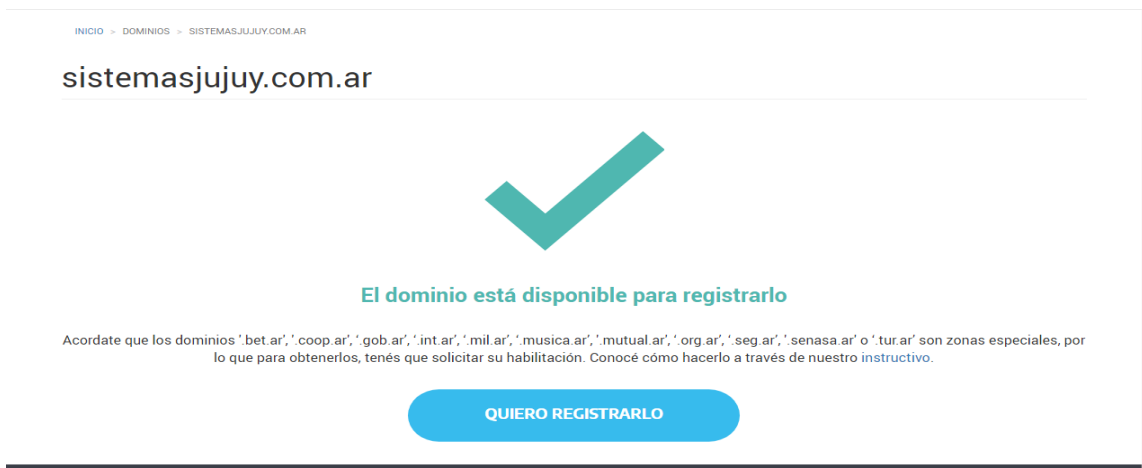 INICIO » DOMINIOS » SISTEMASJUJUY.COM.AR
sistemasjujuy.com.ar
El dominio está disponible para registrarlo
Acordate que los dominios '.bet.ar', '.coop.ar', '.gob.ar', '.int.ar', '.mil.ar', '.musica.ar', '.mutual.ar', '.org.ar', '.seg.ar', '.senasa.ar' o '.tur.ar' son zonas especiales, por
lo que para obtenerlos, tenés que solicitar su habilitación. Conocé cómo hacerlo a través de nuestro instructivo.
QUIERO REGISTRARLO